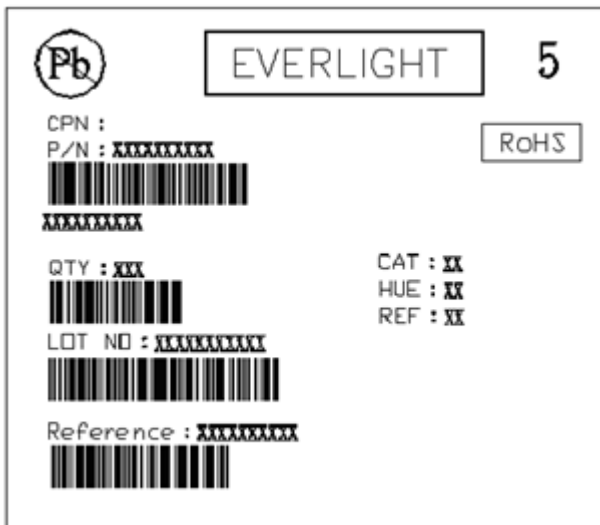 Pb
EVERLIGHT
5
RoHS
CPN :
P/N : XXXXXXXXXX
XXXXXXXXXX
QTY : XXX
CAT : XX
HUE : XX
REF : XX
LOT NO : XXXXXXXXXXX
Reference : XXXXXXXXXX